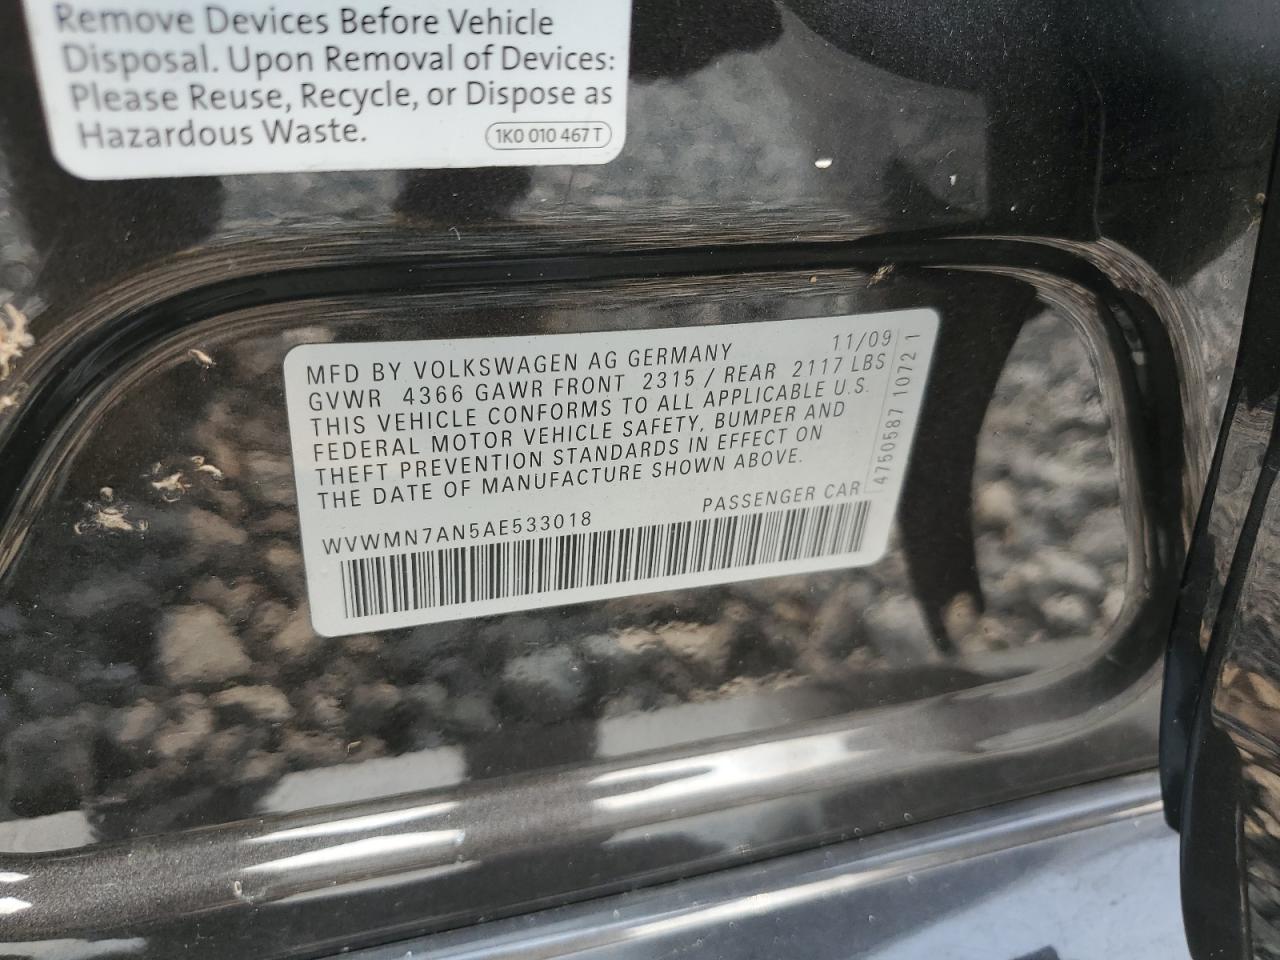 Remove Devices Before Vehicle
Disposal. Upon Removal of Devices:
Please Reuse, Recycle, or Dispose as
Hazardous Waste.
1K0 010 467 T
MFD BY VOLKSWAGEN AG GERMANY 11/09
GVWR 4366 GAWR FRONT 2315 / REAR 2117 LBS
THIS VEHICLE CONFORMS TO ALL APPLICABLE U.S.
FEDERAL MOTOR VEHICLE SAFETY, BUMPER AND
THEFT PREVENTION STANDARDS IN EFFECT ON
THE DATE OF MANUFACTURE SHOWN ABOVE.
PASSENGER CAR
WVWMN7AN5AE533018
4750587 1072 1